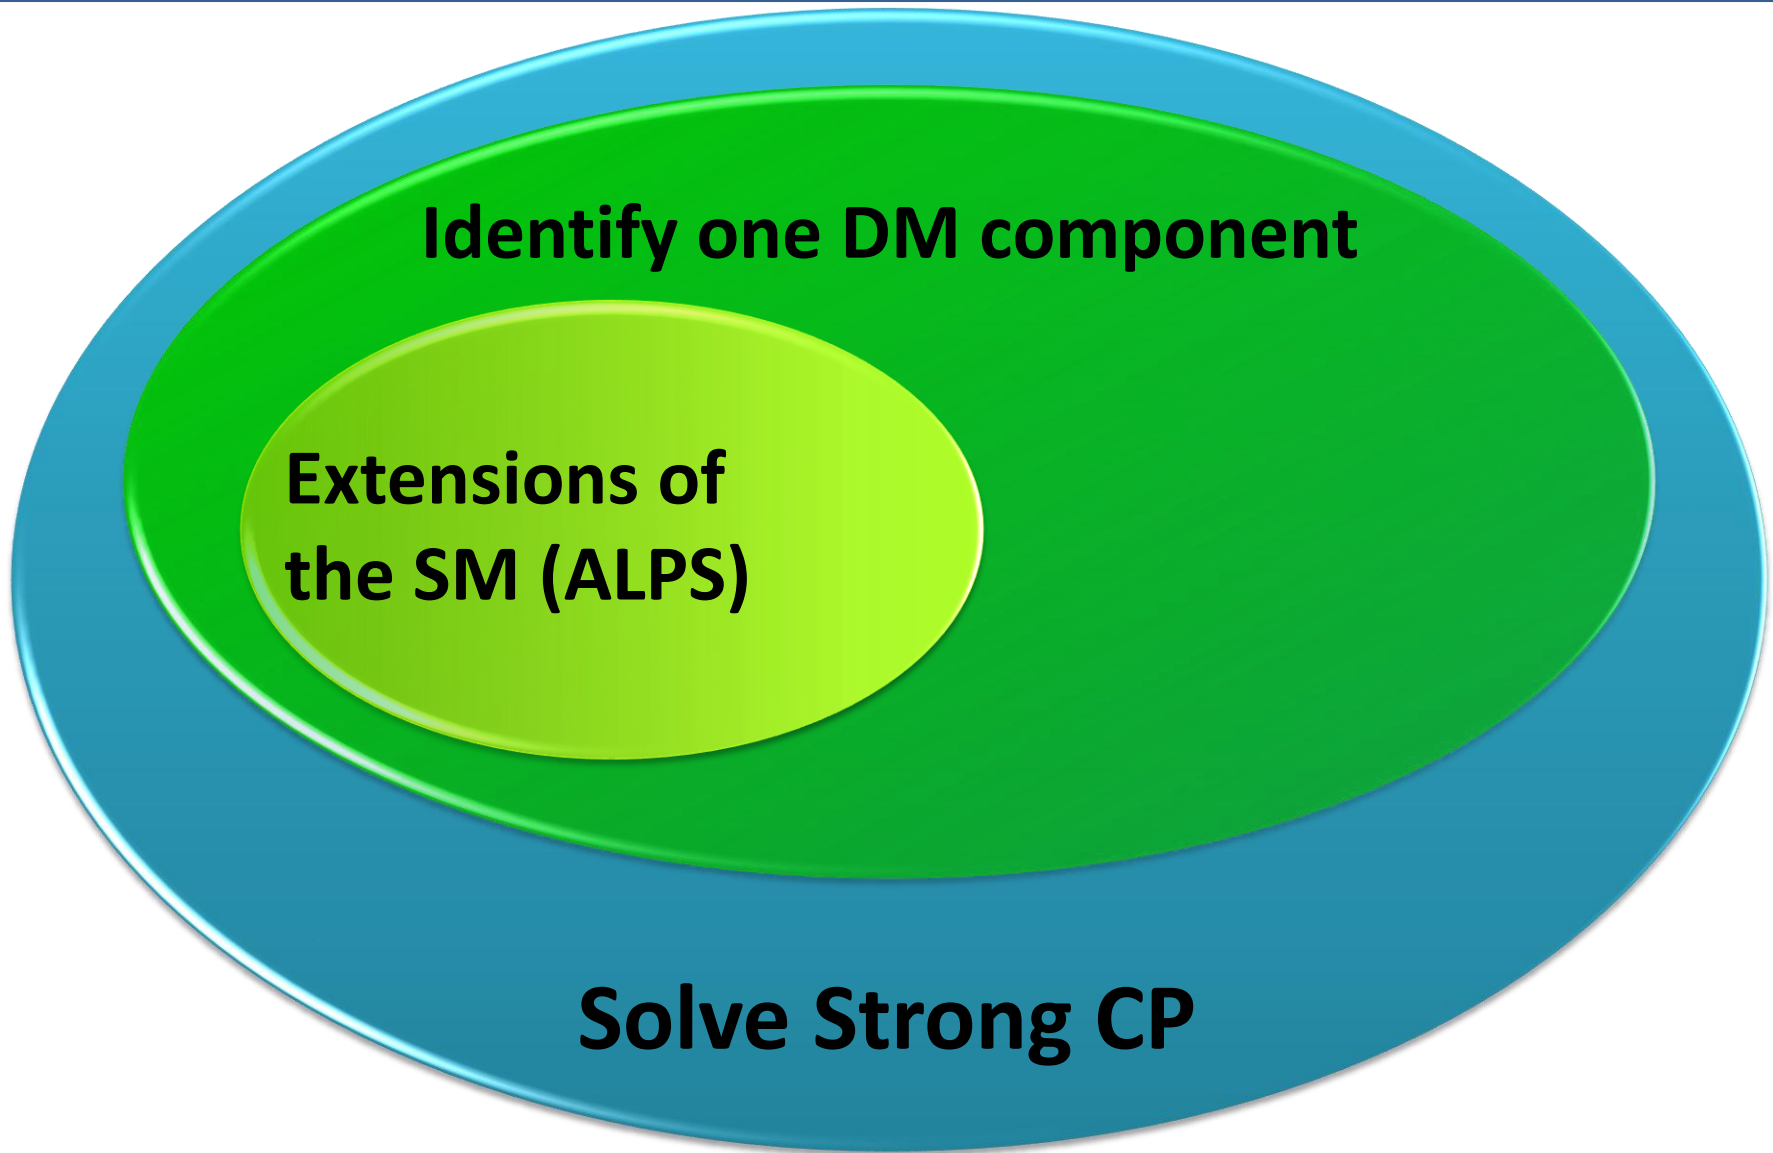 Identify one DM component
Extensions of
the SM (ALPS)
Solve Strong CP